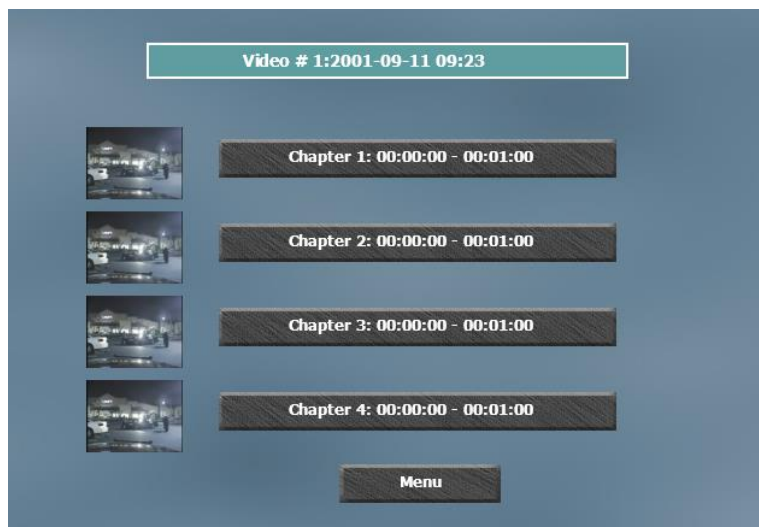 Video # 1:2001-09-11 09:23
Chapter 1: 00:00:00 - 00:01:00
Chapter 2: 00:00:00 - 00:01:00
Chapter 3: 00:00:00 - 00:01:00
Chapter 4: 00:00:00 - 00:01:00
Menu